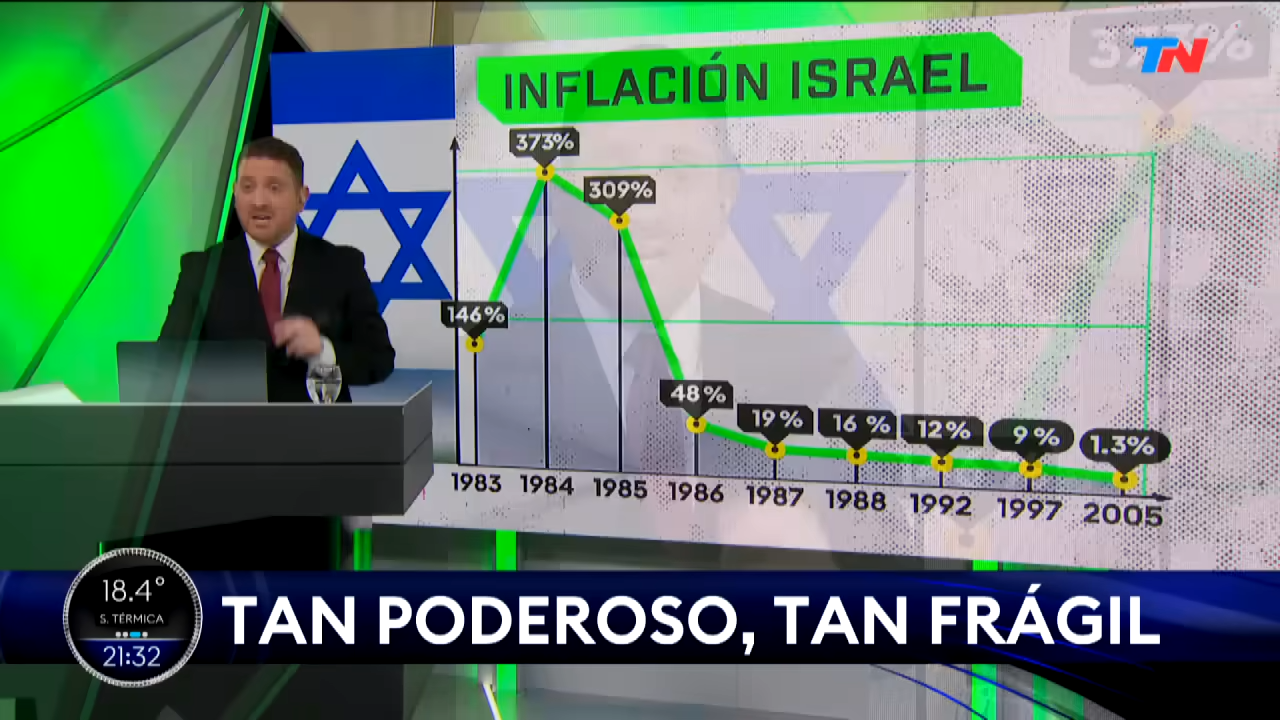 INFLACIÓN ISRAEL
TN
373%
309%
146%
48%
19%
16%
12%
9%
1.3%
1983 1984 1985 1986 1987 1988 1992 1997 2005
18.4°
S. TÉRMICA
21:32
TAN PODEROSO, TAN FRÁGIL